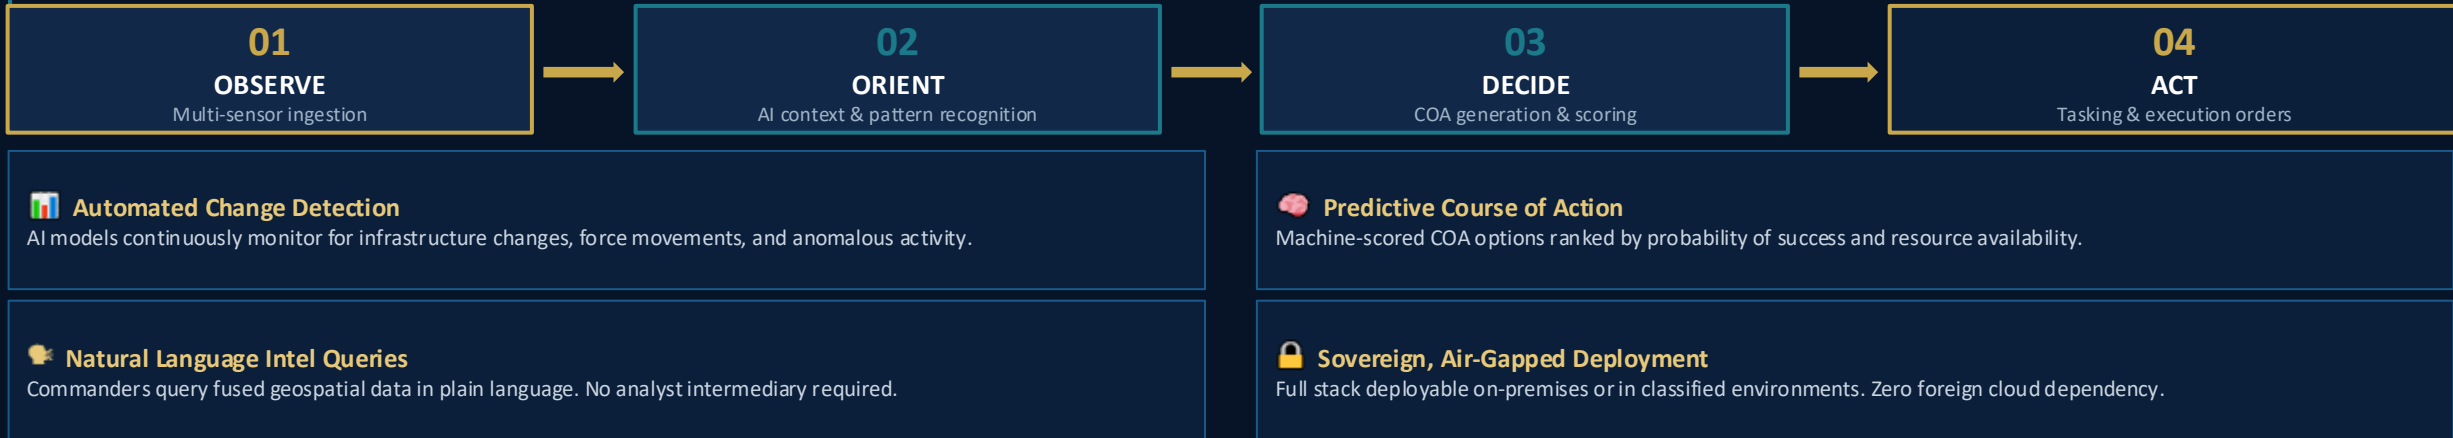 01
OBSERVE
Multi-sensor ingestion
02
ORIENT
AI context & pattern recognition
03
DECIDE
COA generation & scoring
04
ACT
Tasking & execution orders
Automated Change Detection
AI models continuously monitor for infrastructure changes, force movements, and anomalous activity.
Predictive Course of Action
Machine-scored COA options ranked by probability of success and resource availability.
Natural Language Intel Queries
Commanders query fused geospatial data in plain language. No analyst intermediary required.
Sovereign, Air-Gapped Deployment
Full stack deployable on-premises or in classified environments. Zero foreign cloud dependency.